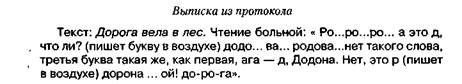 Выписка из протокола
Текст: Дорога вела в лес. Чтение больной: « Ро...ро...ро... а это д,
что ли? (пишет букву в воздухе) додо... ва... родова...нет такого слова,
третья буква такая же, как первая, ага — д, Додона. Нет, это р (пишет
в воздухе) дорона ... ой! до-ро-га».